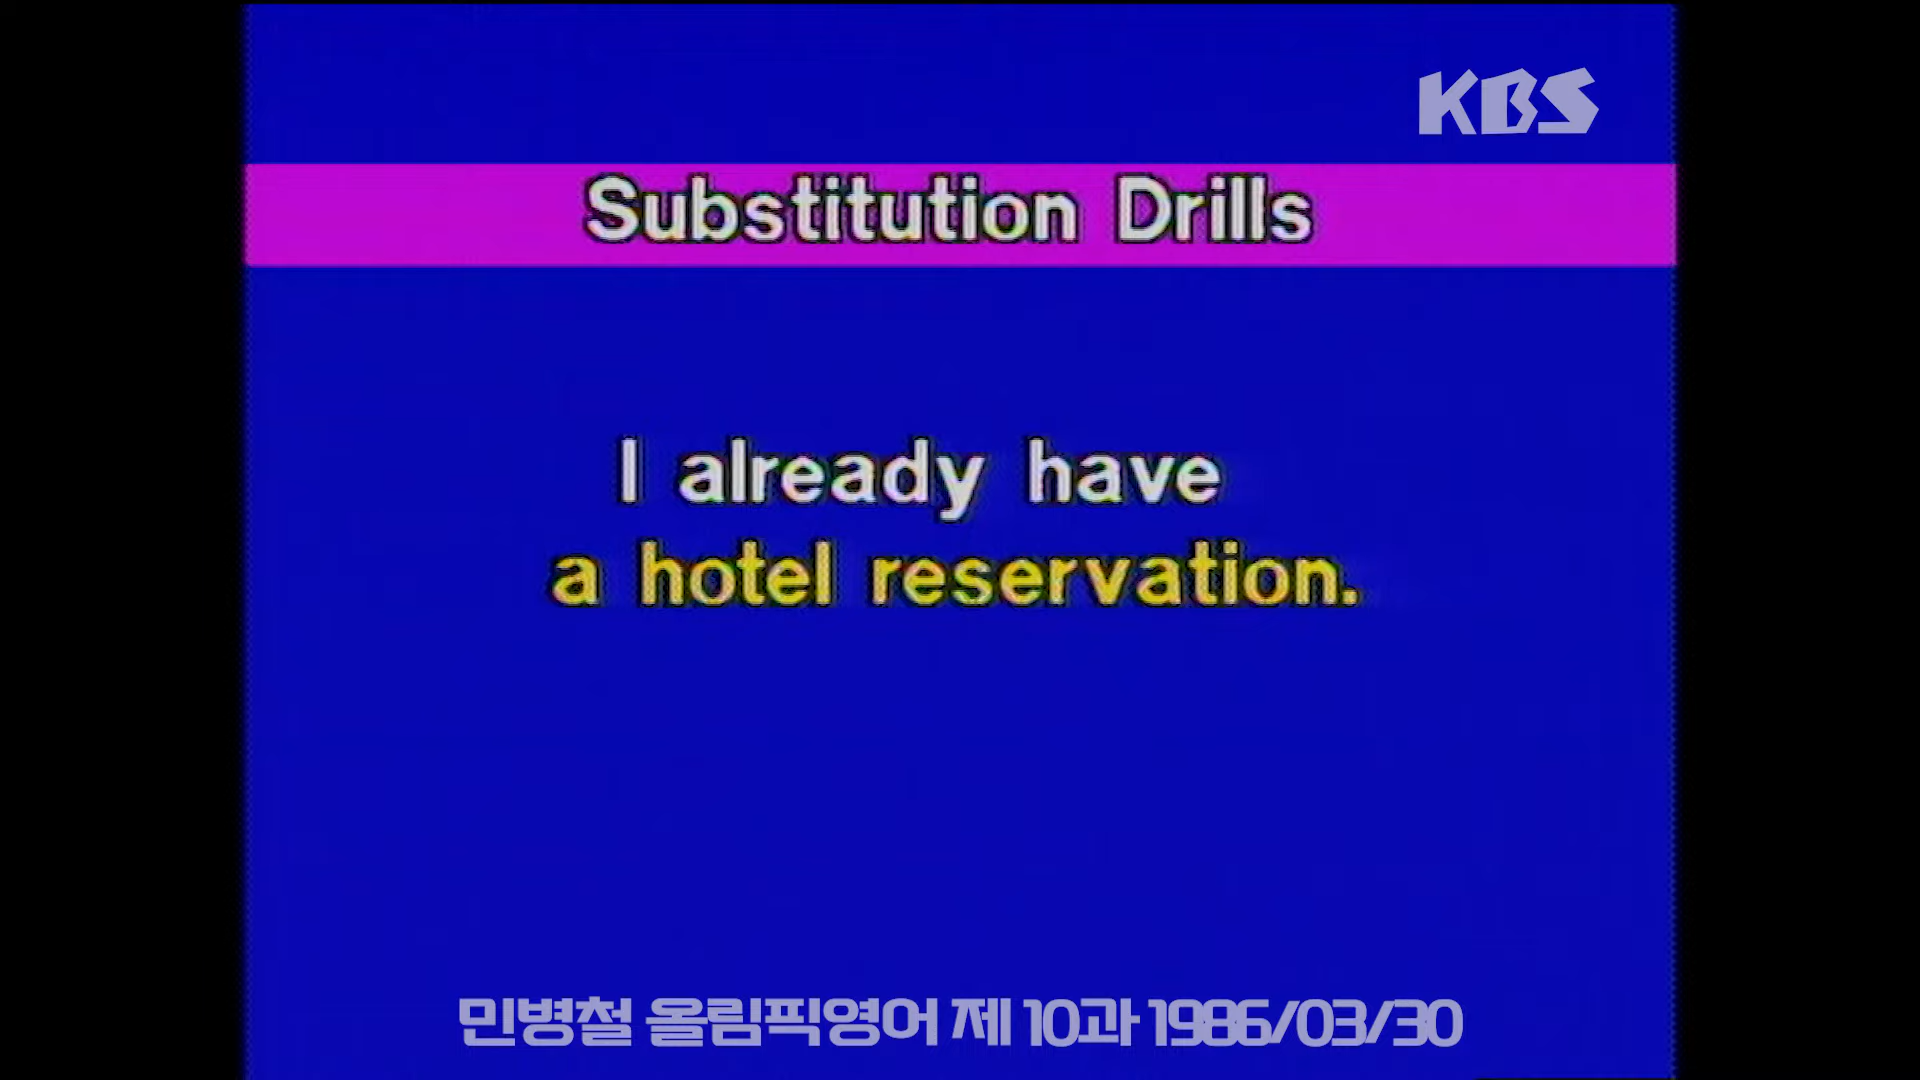 KBS
Substitution Drills
I already have
a hotel reservation.
민병철 올림픽영어 제 10과 1986/03/30